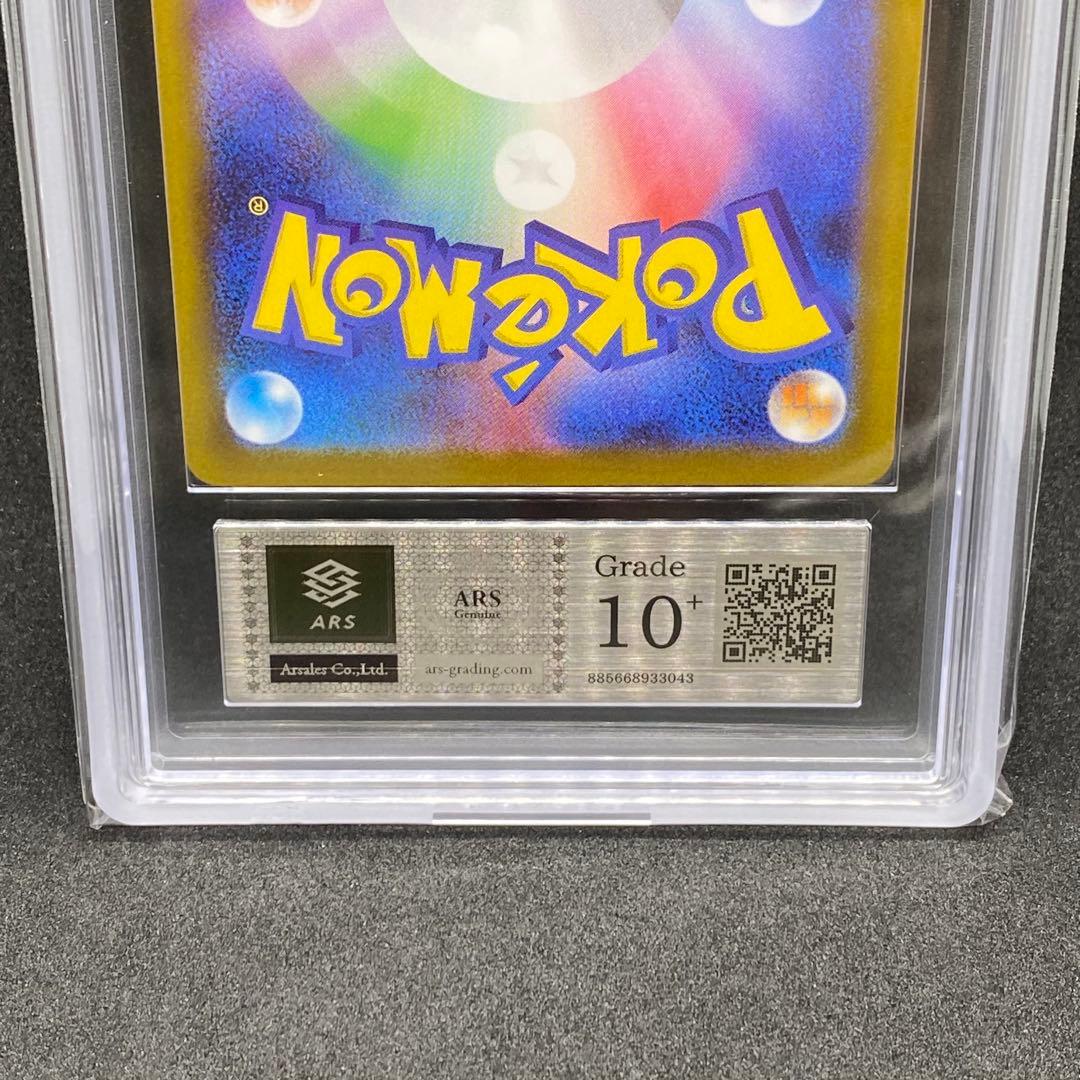 POKéMON
®
ARS
Arsales Co.,Ltd.
ARS
Genuine
ars-grading.com
Grade
10+
885668933043